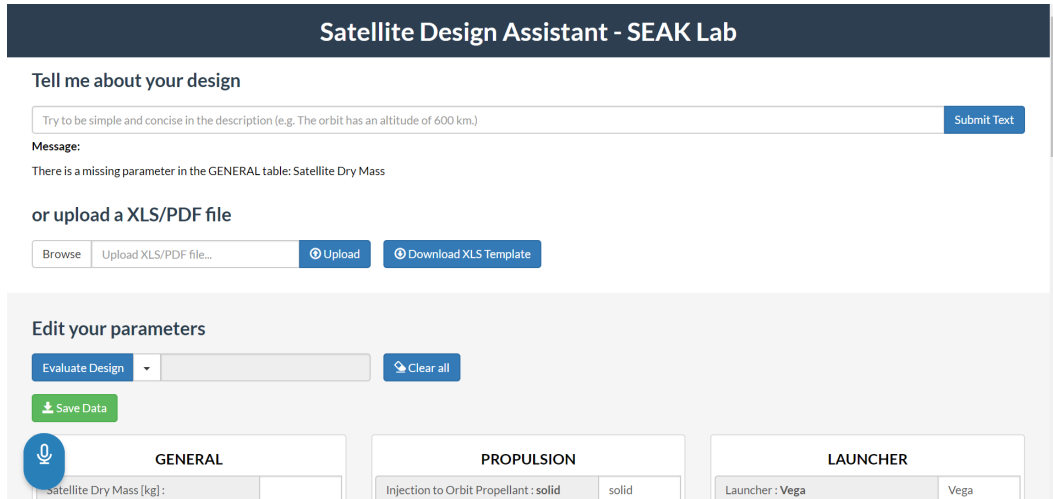 Satellite Design Assistant - SEAK Lab
Tell me about your design
Try to be simple and concise in the description (e.g. The orbit has an altitude of 600 km.)
Submit Text
Message:
There is a missing parameter in the GENERAL table: Satellite Dry Mass
or upload a XLS/PDF file
Browse
Upload XLS/PDF file...
Upload
Download XLS Template
Edit your parameters
Evaluate Design
Clear all
Save Data
GENERAL
PROPULSION
LAUNCHER
Satellite Dry Mass [kg] :
Injection to Orbit Propellant : solid
solid
Launcher : Vega
Vega